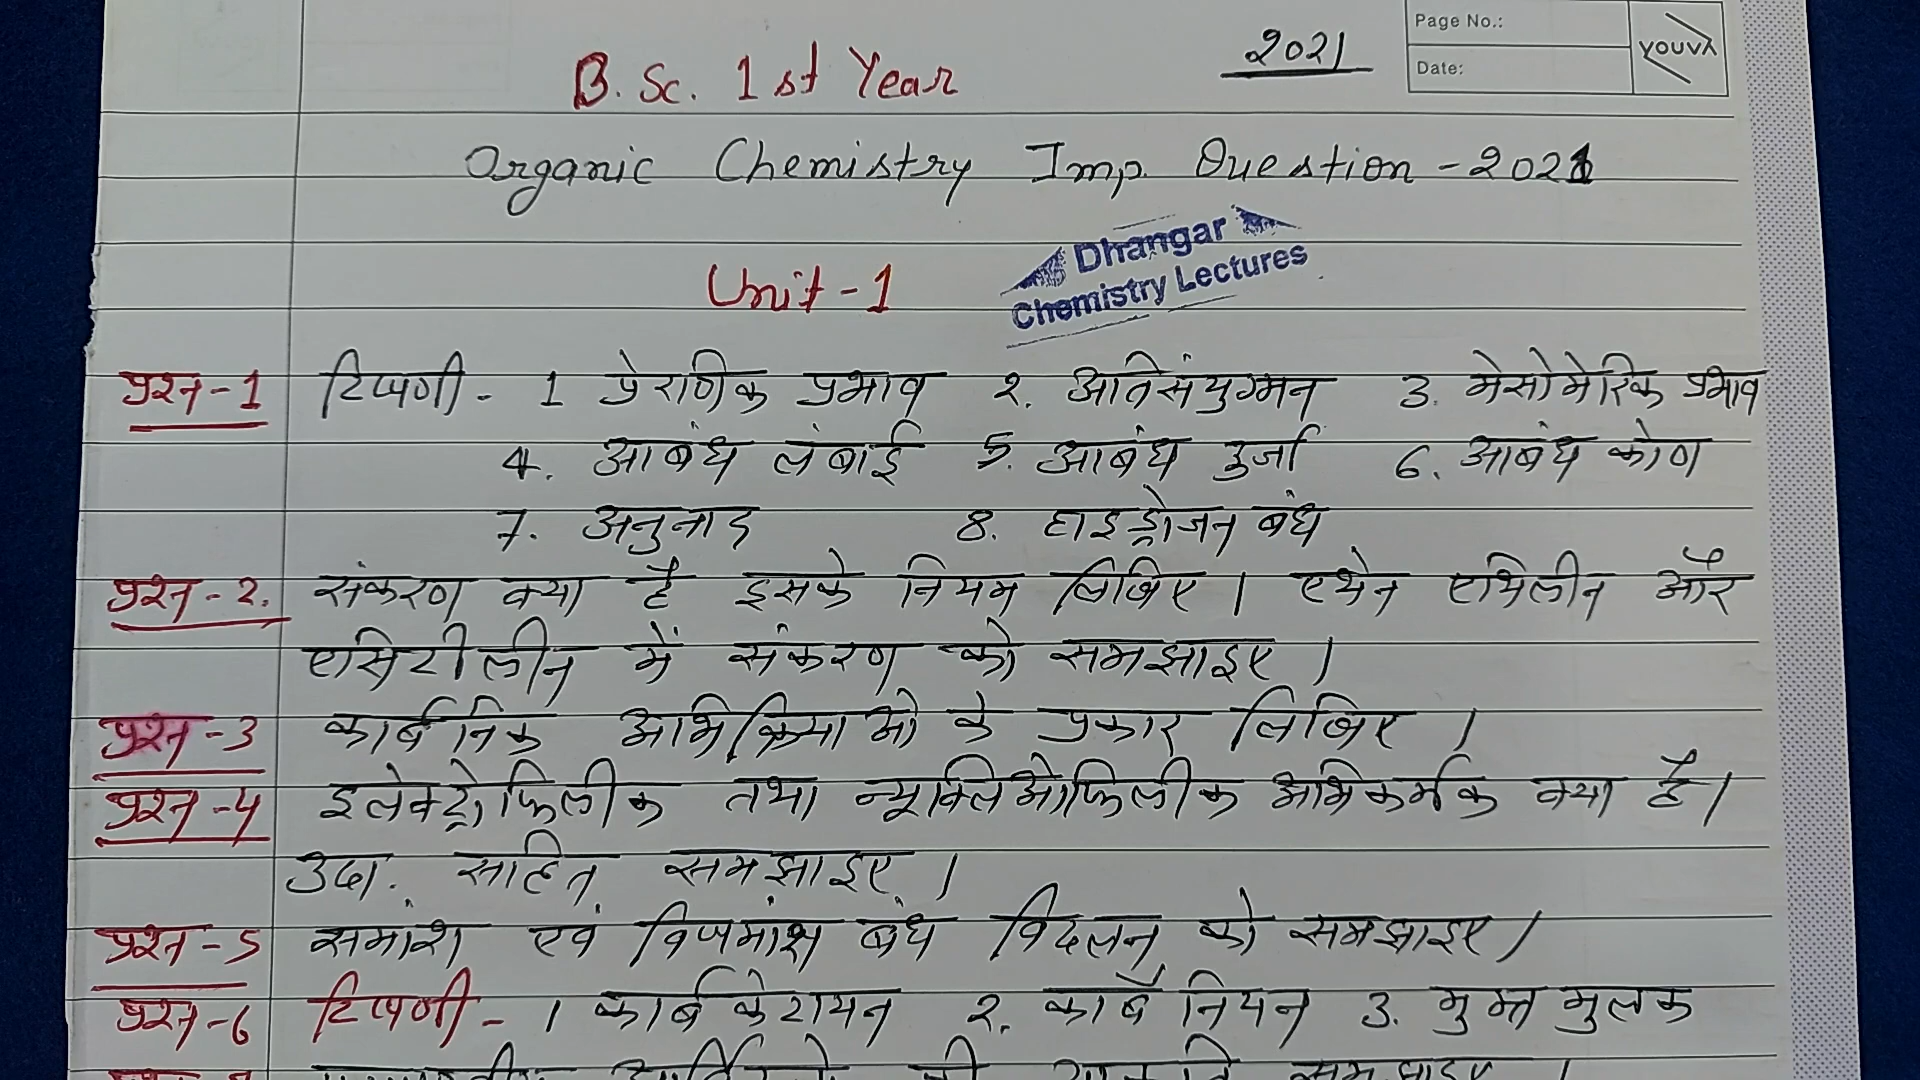 Page No.:
YOUVA
Date:
2021
B. Sc. 1st Year
Organic Chemistry Imp. Question - 2021
Dhangar
Chemistry Lectures
Unit - 1
प्रश्न-1 टिप्पणी - 1 प्रेरणिक प्रभाव 2. अतिसंयुग्मन 3. मेसोमेरिक प्रभाव
4. आबंध लंबाई 5. आबंध ऊर्जा 6. आबंध कोण
7. अनुनाद 8. हाइड्रोजन बंध
प्रश्न-2. संकरण क्या है इसके नियम लिखिए । एथेन एथिलीन और
एसिटीलीन में संकरण को समझाइए ।
प्रश्न-3 कार्बनिक अभिक्रियाओ के प्रकार लिखिए ।
प्रश्न-4 इलेक्ट्रोफिलीक तथा न्यूक्लिओफिलीक अभिकर्मक क्या है।
उदा. सहित समझाइए ।
प्रश्न-5 समांश एवं विषमांश बंध विदलन को समझाइए ।
प्रश्न-6 टिप्पणी - 1 कार्बकेटायन 2. कार्बेनियन 3. मुक्त मुलक